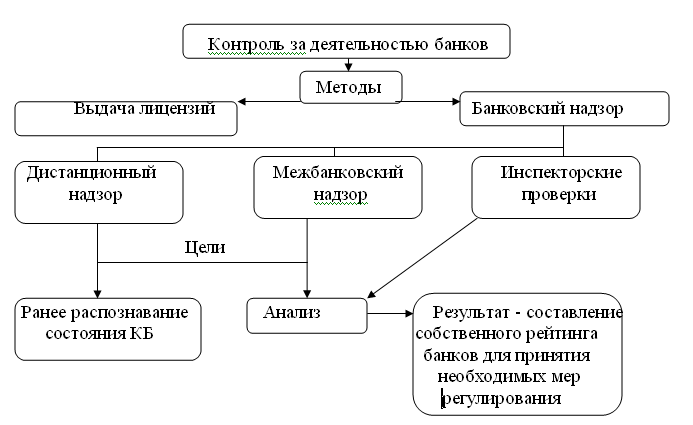 Контроль за деятельностью банков
Методы
Выдача лицензий
Банковский надзор
Дистанционный
надзор
Межбанковский
надзор
Инспекторские
проверки
Цели
Ранее распознавание
состояния КБ
Анализ
Результат - составление
собственного рейтинга
банков для принятия
необходимых мер
регулирования